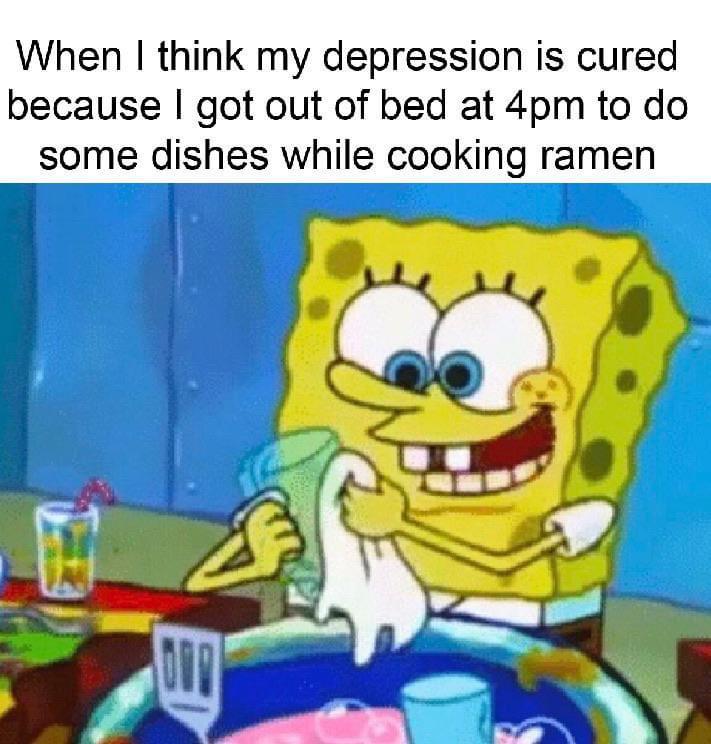 When I think my depression is cured
because I got out of bed at 4pm to do
some dishes while cooking ramen